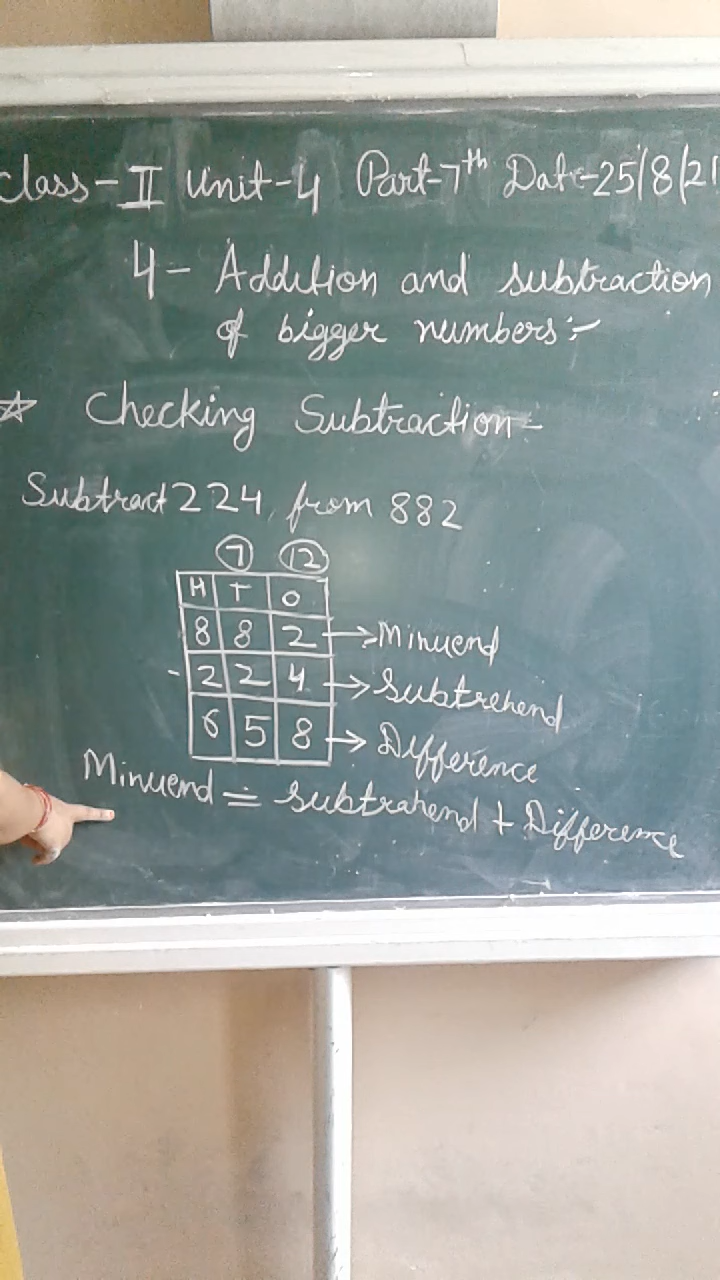 Class-II Unit-4 Part-7th Date-25/8/21
4- Addition and subtraction
of bigger numbers:-
☆ Checking Subtraction-
Subtract 224, from 882
7 12
H T O
8 8 2 → Minuend
- 2 2 4 → Subtrehend
6 5 8 → Difference
Minuend = Subtrahend + Difference